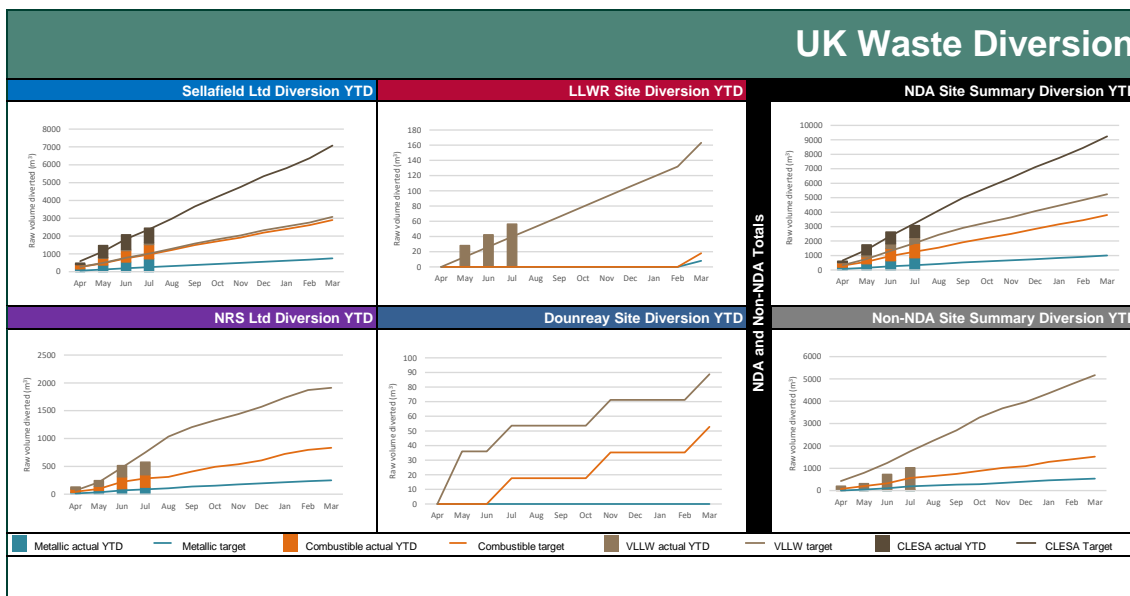 UK Waste Diversion
Sellafield Ltd Diversion YTD
Raw volume diverted (m³)
8000
7000
6000
5000
4000
3000
2000
1000
0
Apr May Jun Jul Aug Sep Oct Nov Dec Jan Feb Mar
LLWR Site Diversion YTD
Raw volume diverted (m³)
180
160
140
120
100
80
60
40
20
0
Apr May Jun Jul Aug Sep Oct Nov Dec Jan Feb Mar
NDA and Non-NDA Totals
NDA Site Summary Diversion YTD
Raw volume diverted (m³)
10000
9000
8000
7000
6000
5000
4000
3000
2000
1000
0
Apr May Jun Jul Aug Sep Oct Nov Dec Jan Feb Mar
NRS Ltd Diversion YTD
Raw volume diverted (m³)
2500
2000
1500
1000
500
0
Apr May Jun Jul Aug Sep Oct Nov Dec Jan Feb Mar
Dounreay Site Diversion YTD
Raw volume diverted (m³)
100
90
80
70
60
50
40
30
20
10
0
Apr May Jun Jul Aug Sep Oct Nov Dec Jan Feb Mar
Non-NDA Site Summary Diversion YTD
Raw volume diverted (m³)
6000
5000
4000
3000
2000
1000
0
Apr May Jun Jul Aug Sep Oct Nov Dec Jan Feb Mar
Metallic actual YTD Metallic target Combustible actual YTD Combustible target VLLW actual YTD VLLW target CLESA actual YTD CLESA Target